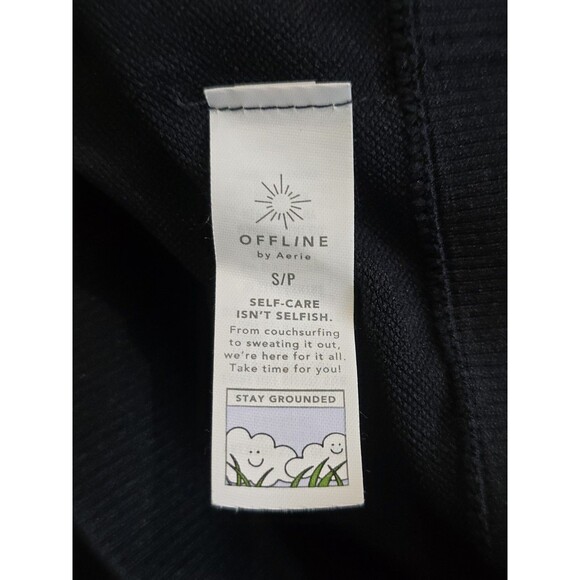 OFFLINE
by Aerie
S/P
SELF-CARE
ISN'T SELFISH.
From couchsurfing
to sweating it out,
we're here for it all.
Take time for you!
STAY GROUNDED